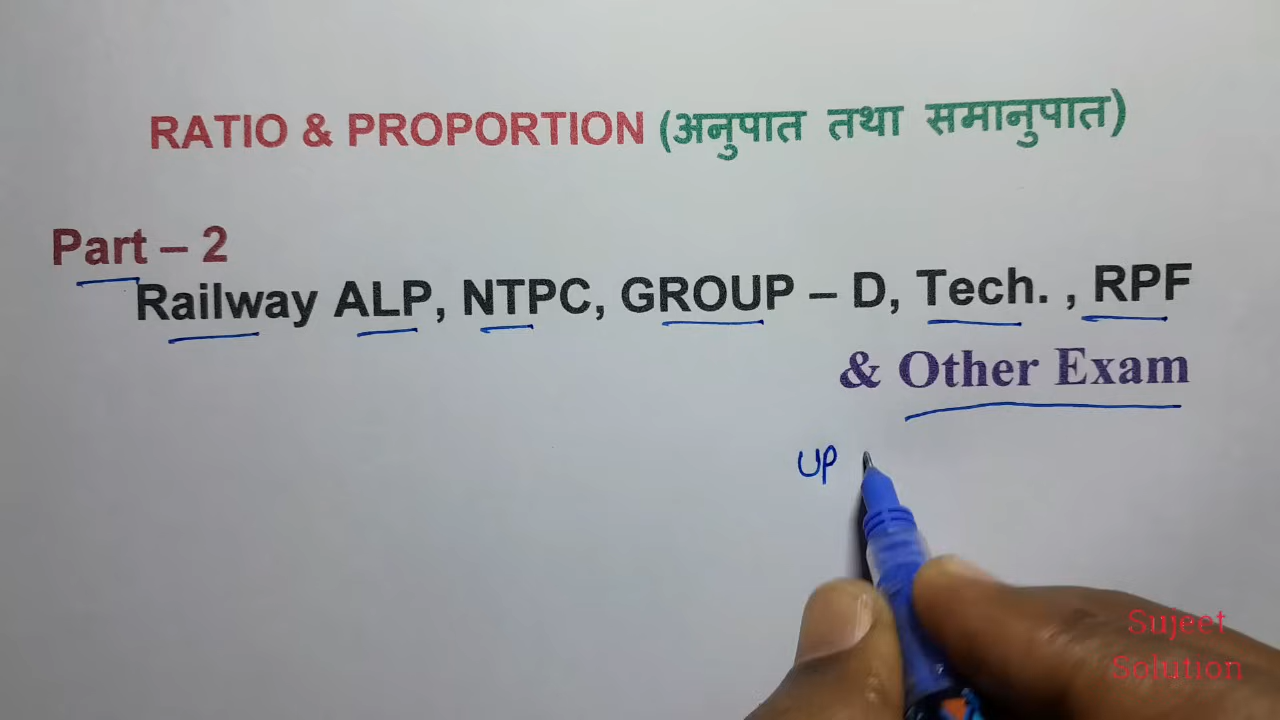 RATIO & PROPORTION (अनुपात तथा समानुपात)
Part – 2
Railway ALP, NTPC, GROUP – D, Tech. , RPF
& Other Exam
UP
Sujeet
Solution